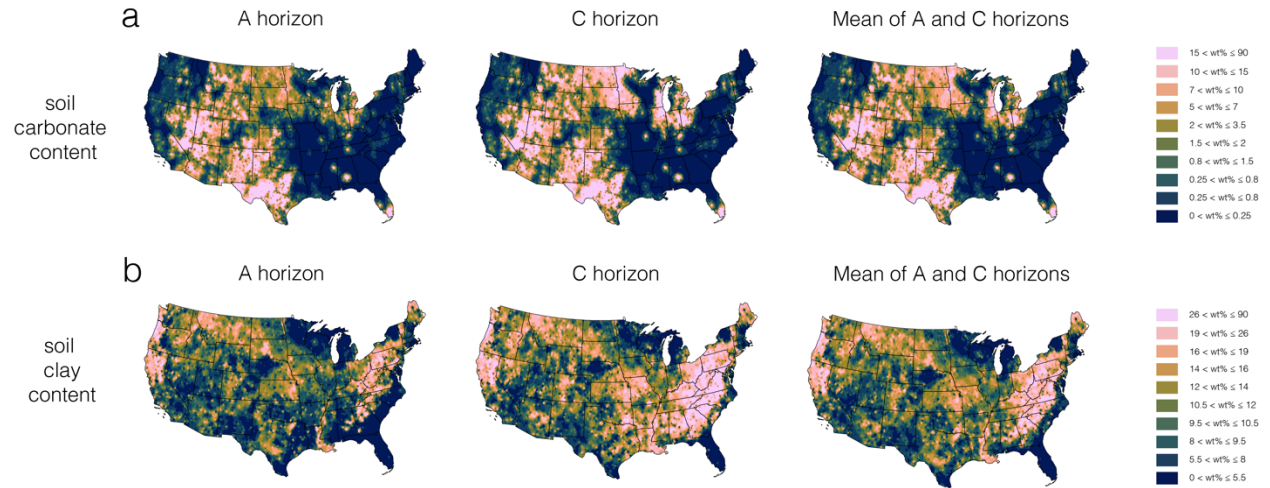 a
A horizon
C horizon
Mean of A and C horizons
soil
carbonate
content
15 < wt% ≤ 90
10 < wt% ≤ 15
7 < wt% ≤ 10
5 < wt% ≤ 7
2 < wt% ≤ 3.5
1.5 < wt% ≤ 2
0.8 < wt% ≤ 1.5
0.25 < wt% ≤ 0.8
0.25 < wt% ≤ 0.8
0 < wt% ≤ 0.25
b
A horizon
C horizon
Mean of A and C horizons
soil
clay
content
26 < wt% ≤ 90
19 < wt% ≤ 26
16 < wt% ≤ 19
14 < wt% ≤ 16
12 < wt% ≤ 14
10.5 < wt% ≤ 12
9.5 < wt% ≤ 10.5
8 < wt% ≤ 9.5
5.5 < wt% ≤ 8
0 < wt% ≤ 5.5